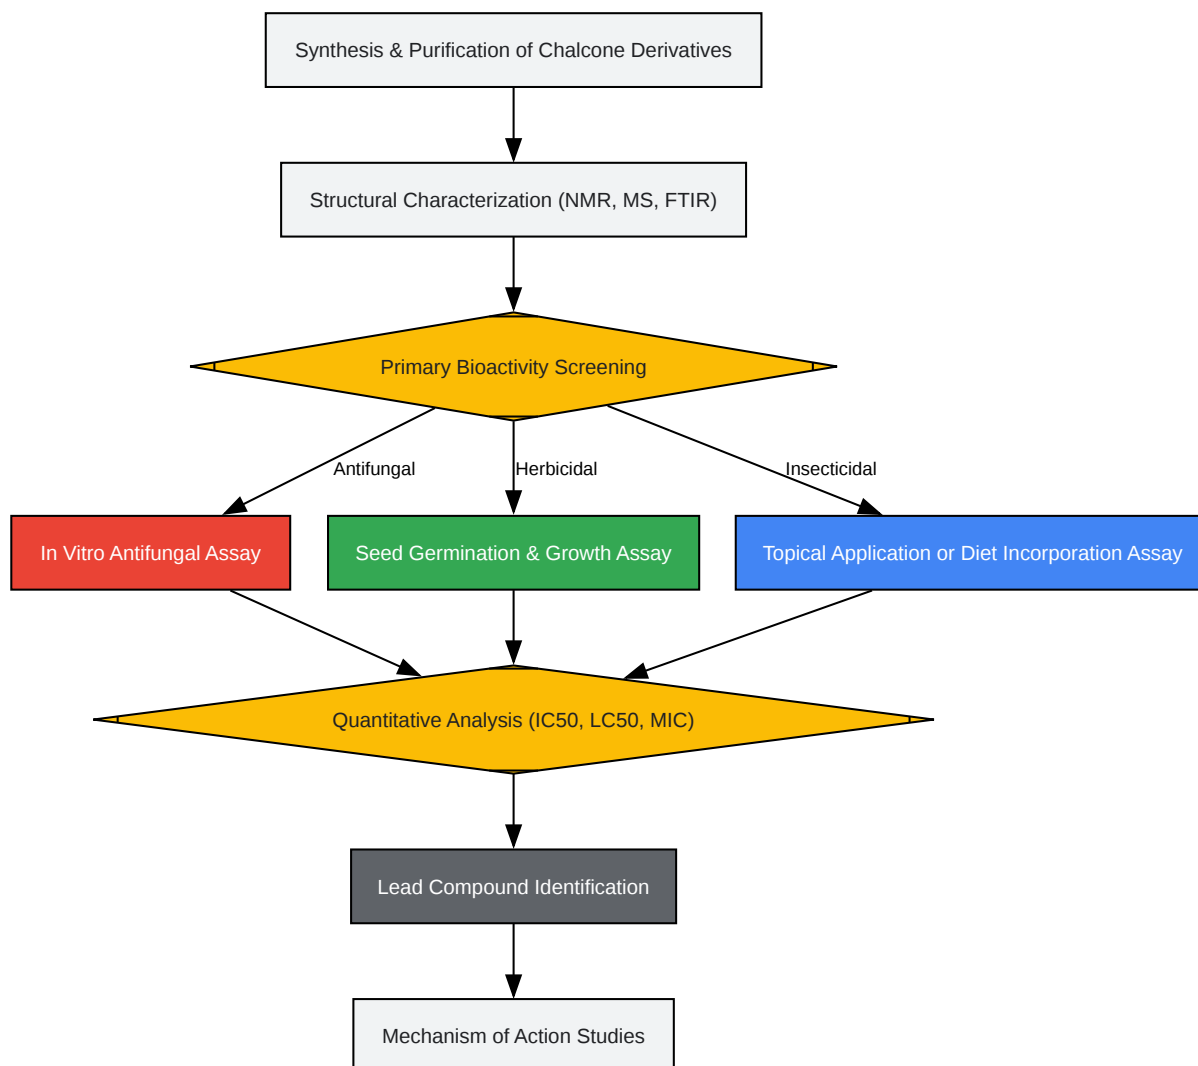 Synthesis & Purification of Chalcone Derivatives
Structural Characterization (NMR, MS, FTIR)
Primary Bioactivity Screening
Antifungal
Herbicidal
Insecticidal
In Vitro Antifungal Assay
Seed Germination & Growth Assay
Topical Application or Diet Incorporation Assay
Quantitative Analysis (IC50, LC50, MIC)
Lead Compound Identification
Mechanism of Action Studies